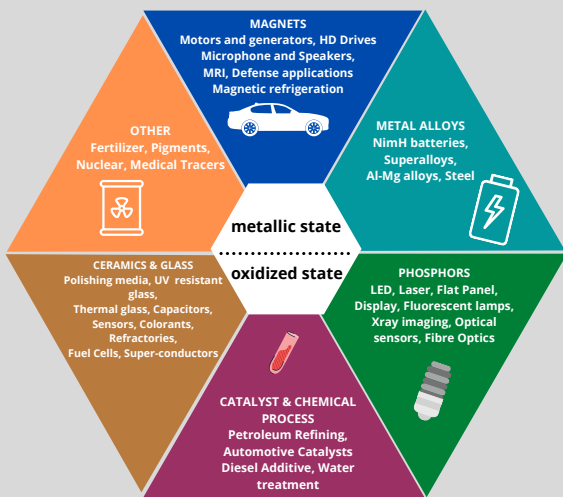 MAGNETS
Motors and generators, HD Drives
Microphone and Speakers,
MRI, Defense applications
Magnetic refrigeration
OTHER
Fertilizer, Pigments,
Nuclear, Medical Tracers
METAL ALLOYS
NimH batteries,
Superalloys,
Al-Mg alloys, Steel
metallic state
oxidized state
CERAMICS & GLASS
Polishing media, UV resistant
glass,
Thermal glass, Capacitors,
Sensors, Colorants,
Refractories,
Fuel Cells, Super-conductors
PHOSPHORS
LED, Laser, Flat Panel,
Display, Fluorescent lamps,
Xray imaging, Optical
sensors, Fibre Optics
CATALYST & CHEMICAL
PROCESS
Petroleum Refining,
Automotive Catalysts
Diesel Additive, Water
treatment